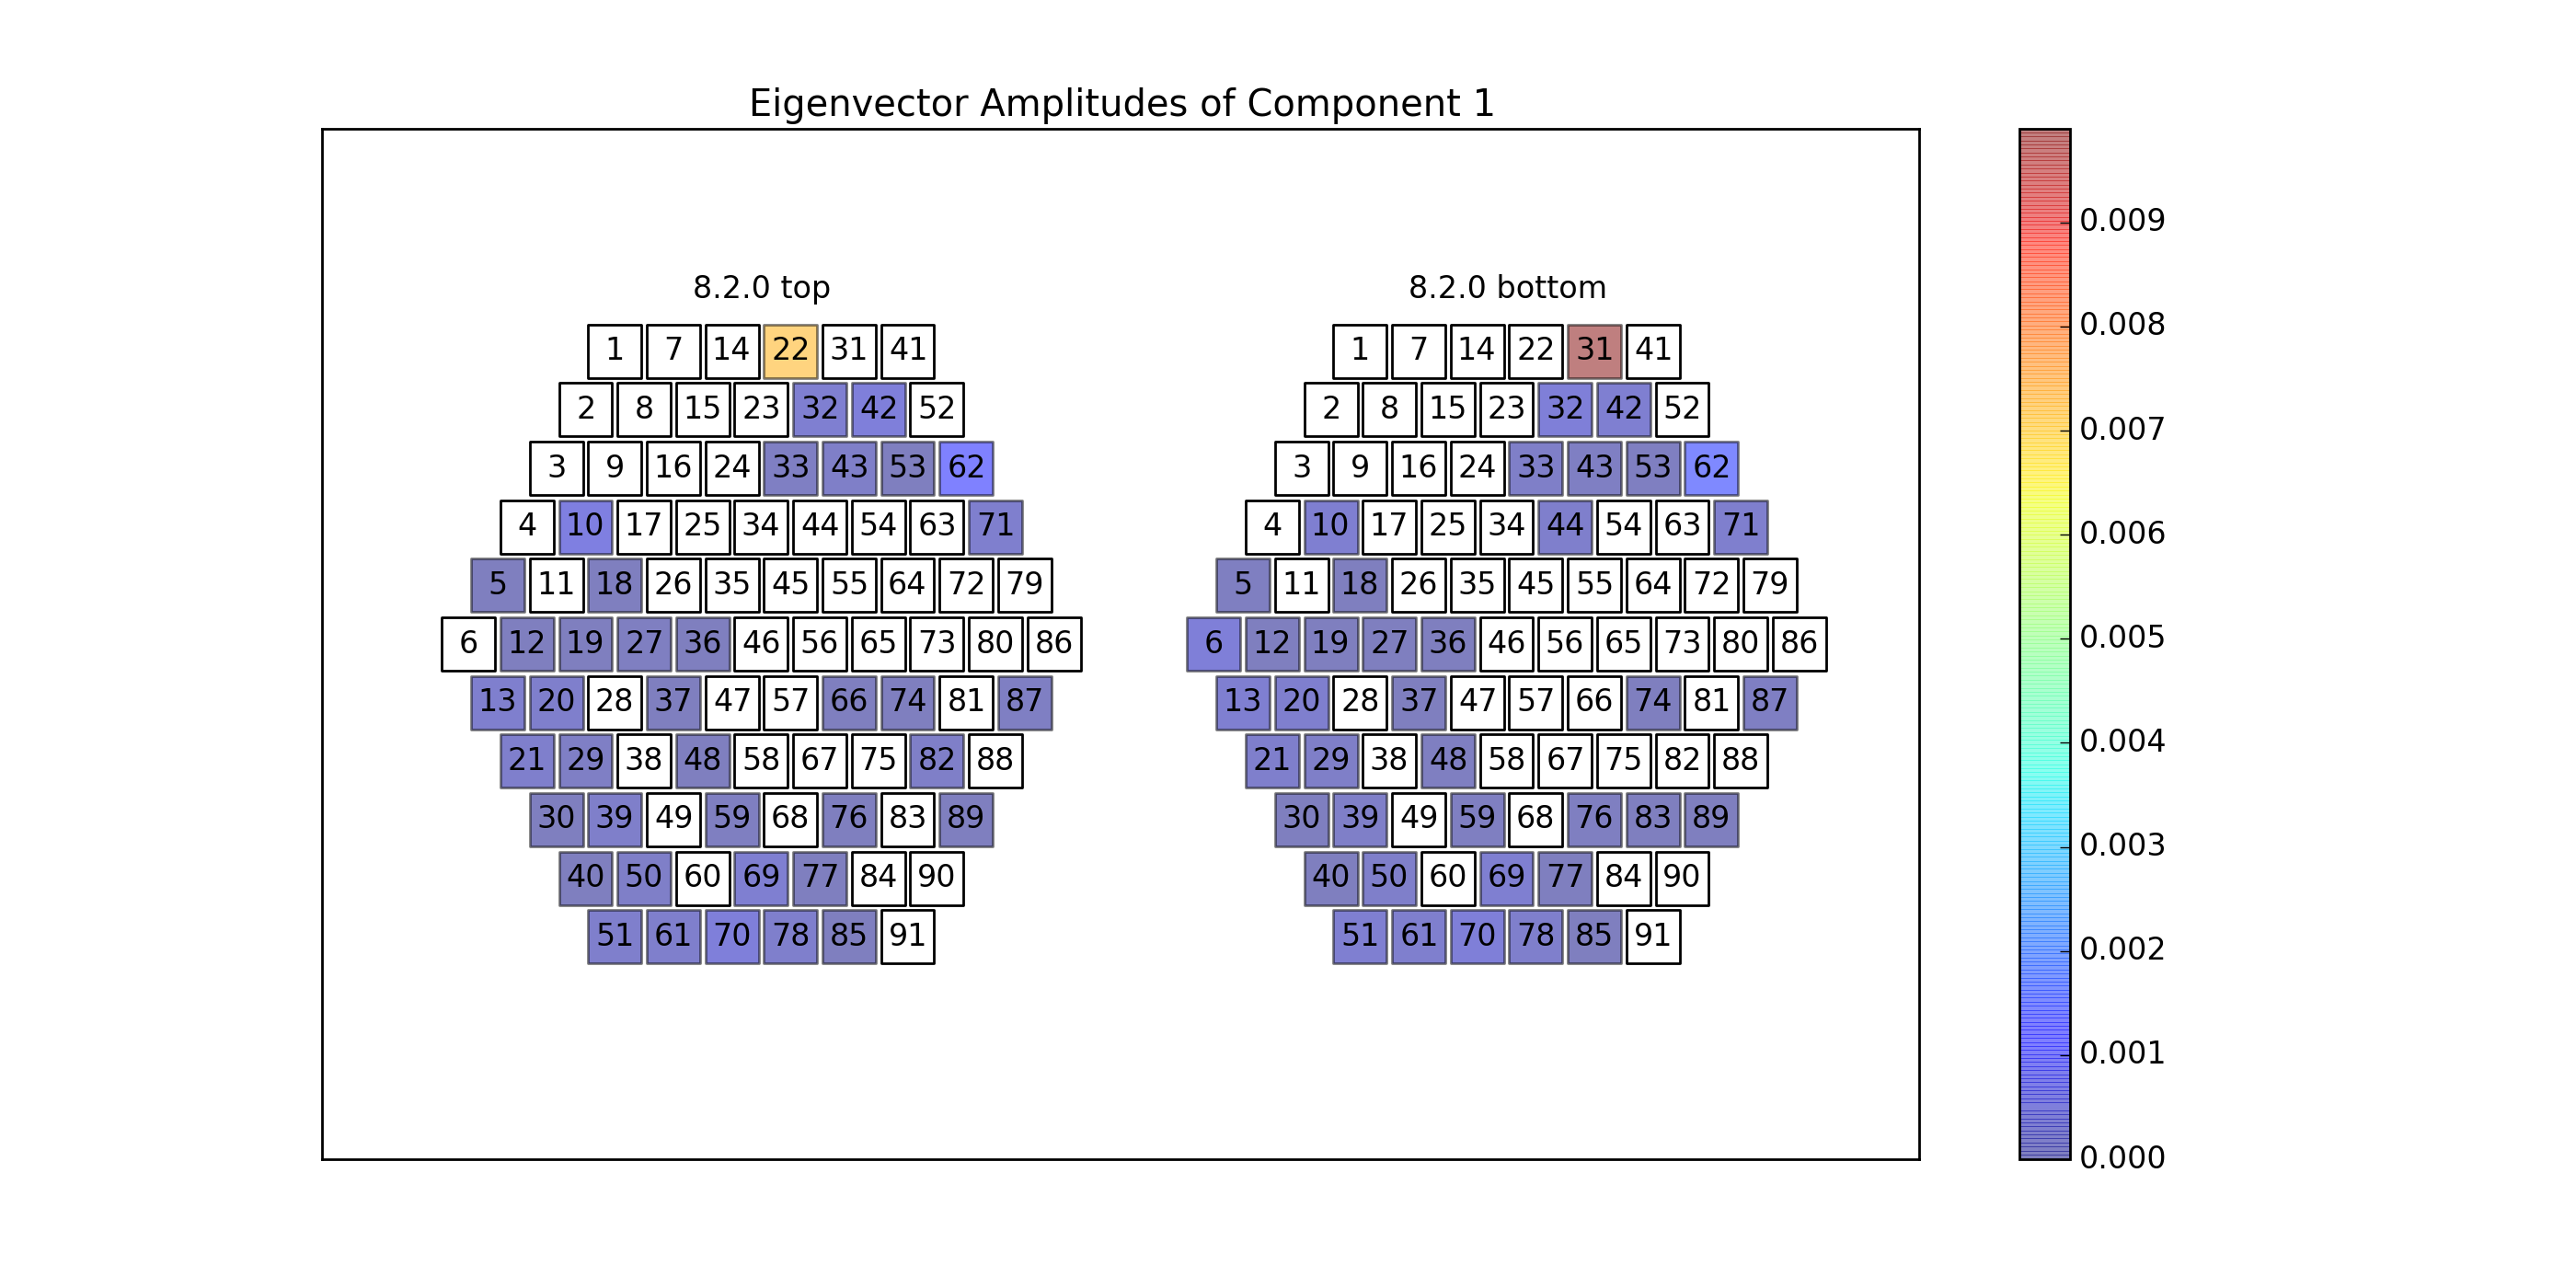 Eigenvector Amplitudes of Component 1
8.2.0 top
1 7 14 22 31 41
2 8 15 23 32 42 52
3 9 16 24 33 43 53 62
4 10 17 25 34 44 54 63 71
5 11 18 26 35 45 55 64 72 79
6 12 19 27 36 46 56 65 73 80 86
13 20 28 37 47 57 66 74 81 87
21 29 38 48 58 67 75 82 88
30 39 49 59 68 76 83 89
40 50 60 69 77 84 90
51 61 70 78 85 91
8.2.0 bottom
1 7 14 22 31 41
2 8 15 23 32 42 52
3 9 16 24 33 43 53 62
4 10 17 25 34 44 54 63 71
5 11 18 26 35 45 55 64 72 79
6 12 19 27 36 46 56 65 73 80 86
13 20 28 37 47 57 66 74 81 87
21 29 38 48 58 67 75 82 88
30 39 49 59 68 76 83 89
40 50 60 69 77 84 90
51 61 70 78 85 91
0.009
0.008
0.007
0.006
0.005
0.004
0.003
0.002
0.001
0.000